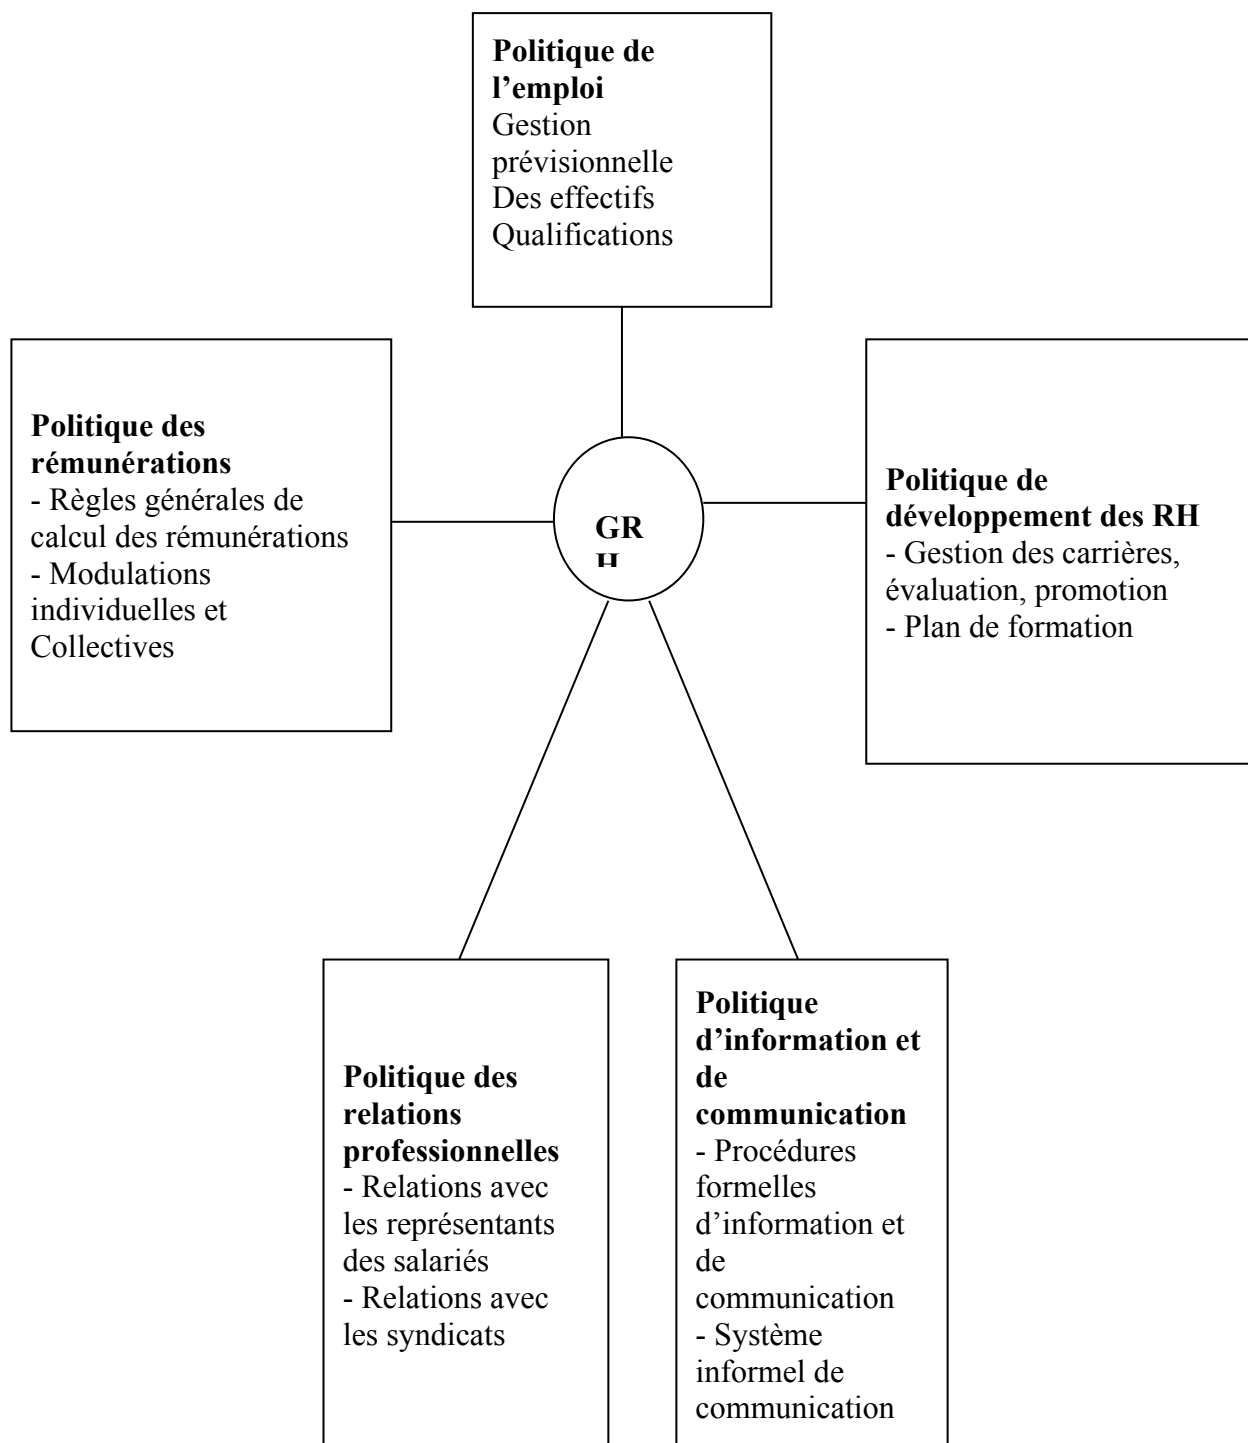 Politique de
l’emploi
Gestion
prévisionnelle
Des effectifs
Qualifications
Politique des
rémunérations
- Règles générales de
calcul des rémunérations
- Modulations
individuelles et
Collectives
GR
H
Politique de
développement des RH
- Gestion des carrières,
évaluation, promotion
- Plan de formation
Politique des
relations
professionnelles
- Relations avec
les représentants
des salariés
- Relations avec
les syndicats
Politique
d’information et
de
communication
- Procédures
formelles
d’information et
de
communication
- Système
informel de
communication